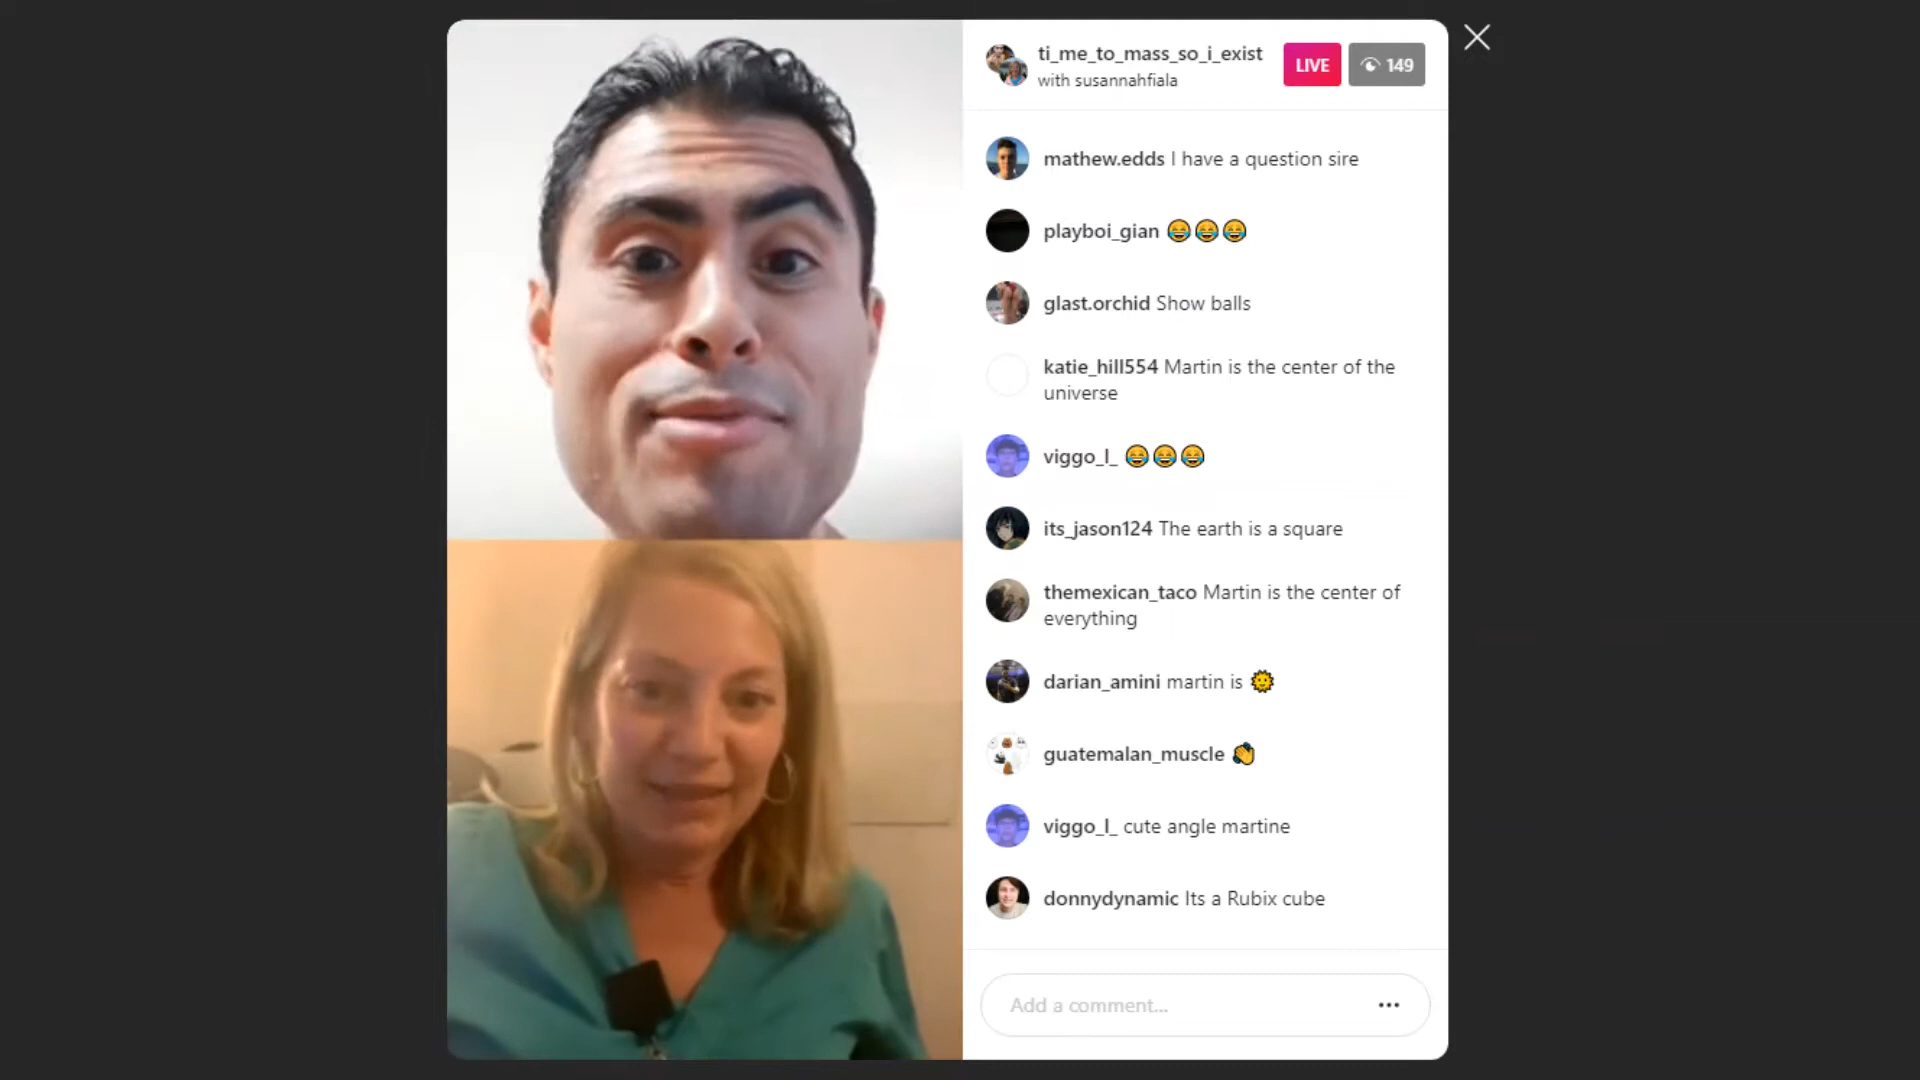 ti_me_to_mass_so_i_exist
with susannahfiala
LIVE
149
mathew.edds I have a question sire
playboi_gian 😂😂😂
glast.orchid Show balls
katie_hill554 Martin is the center of the
universe
viggo_l_ 😂😂😂
its_jason124 The earth is a square
themexican_taco Martin is the center of
everything
darian_amini martin is 🌞
guatemalan_muscle 👏
viggo_l_ cute angle martine
donnydynamic Its a Rubix cube
Add a comment...